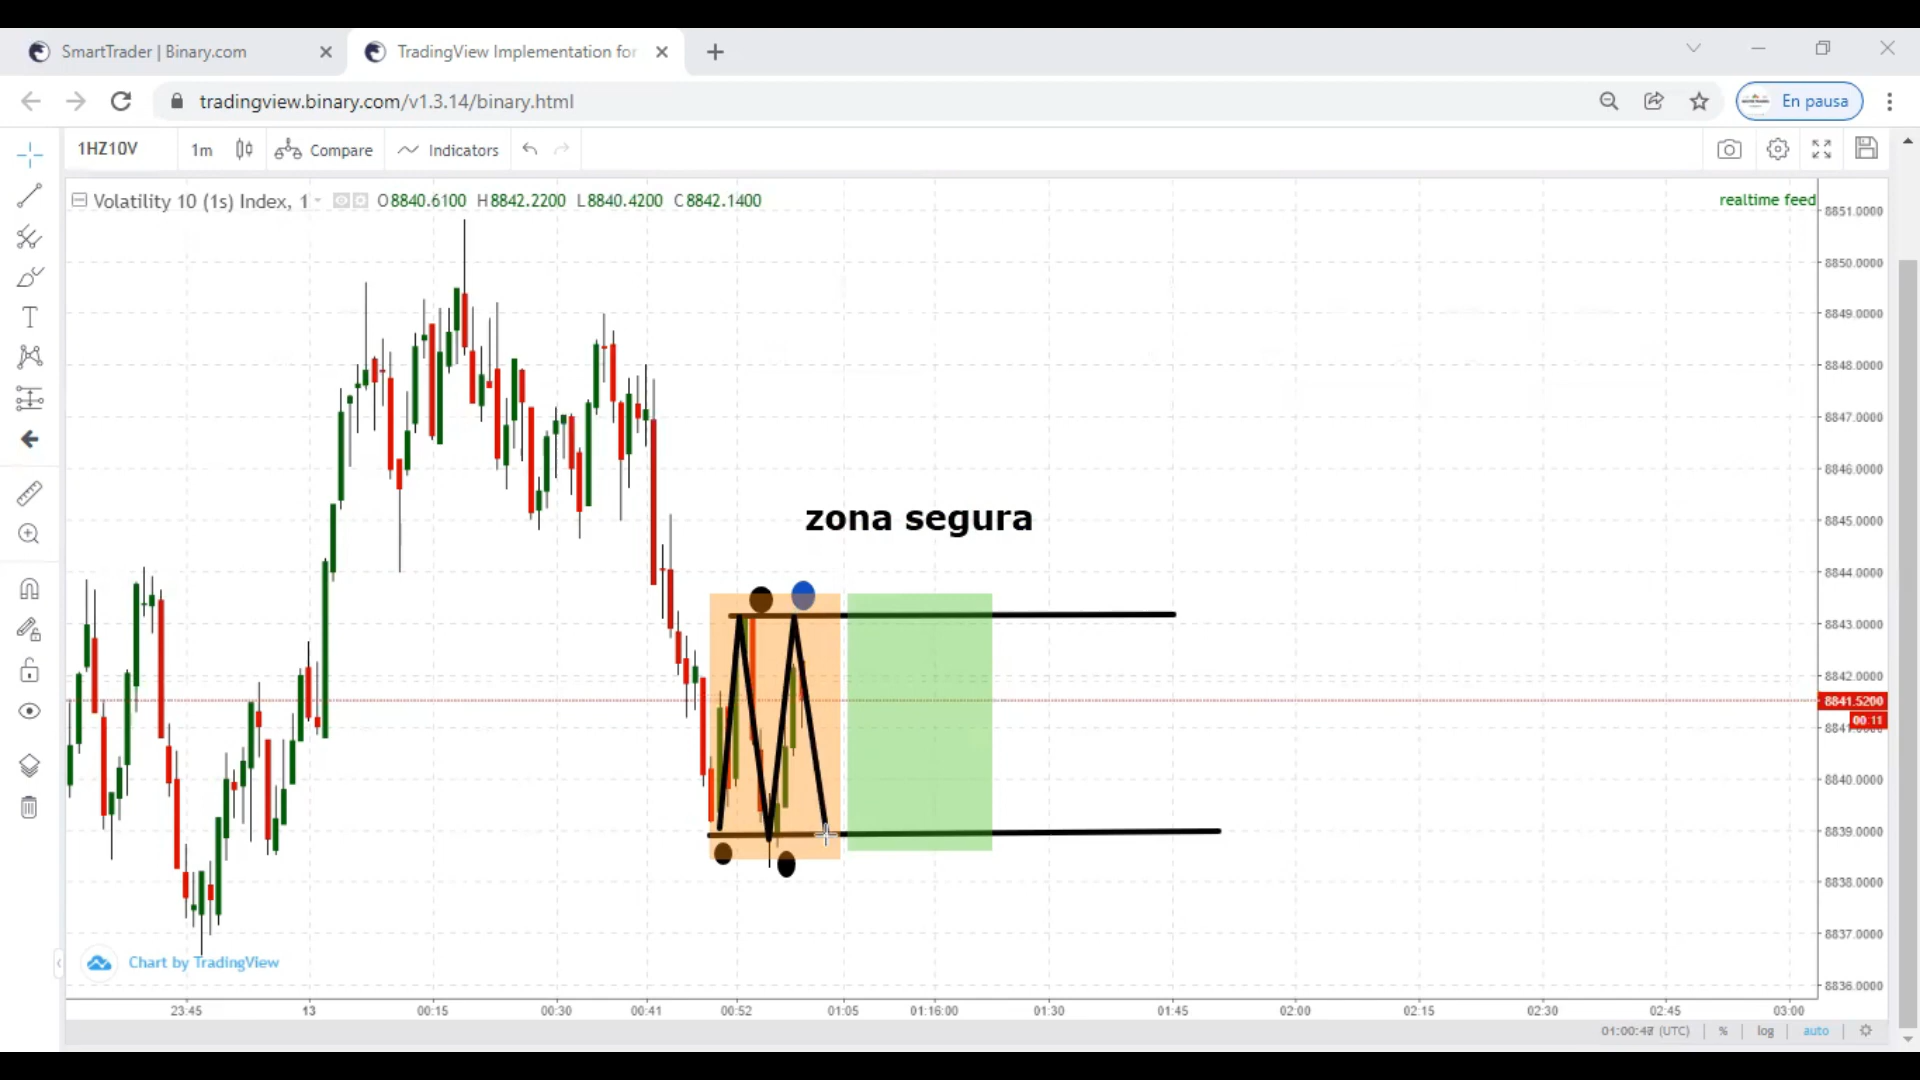 SmartTrader | Binary.com
TradingView Implementation for
tradingview.binary.com/v1.3.14/binary.html
En pausa
1HZ10V
1m
Compare
Indicators
Volatility 10 (1s) Index, 1
O8840.6100 H8842.2200 L8840.4200 C8842.1400
realtime feed
8851.0000
8850.0000
8849.0000
8848.0000
8847.0000
8846.0000
8845.0000
zona segura
8844.0000
8843.0000
8842.0000
8841.5200
00:11
8840.0000
8839.0000
8838.0000
8837.0000
8836.0000
Chart by TradingView
23:45 13 00:15 00:30 00:41 00:52 01:05 01:16:00 01:30 01:45 02:00 02:15 02:30 02:45 03:00
(UTC) % log auto